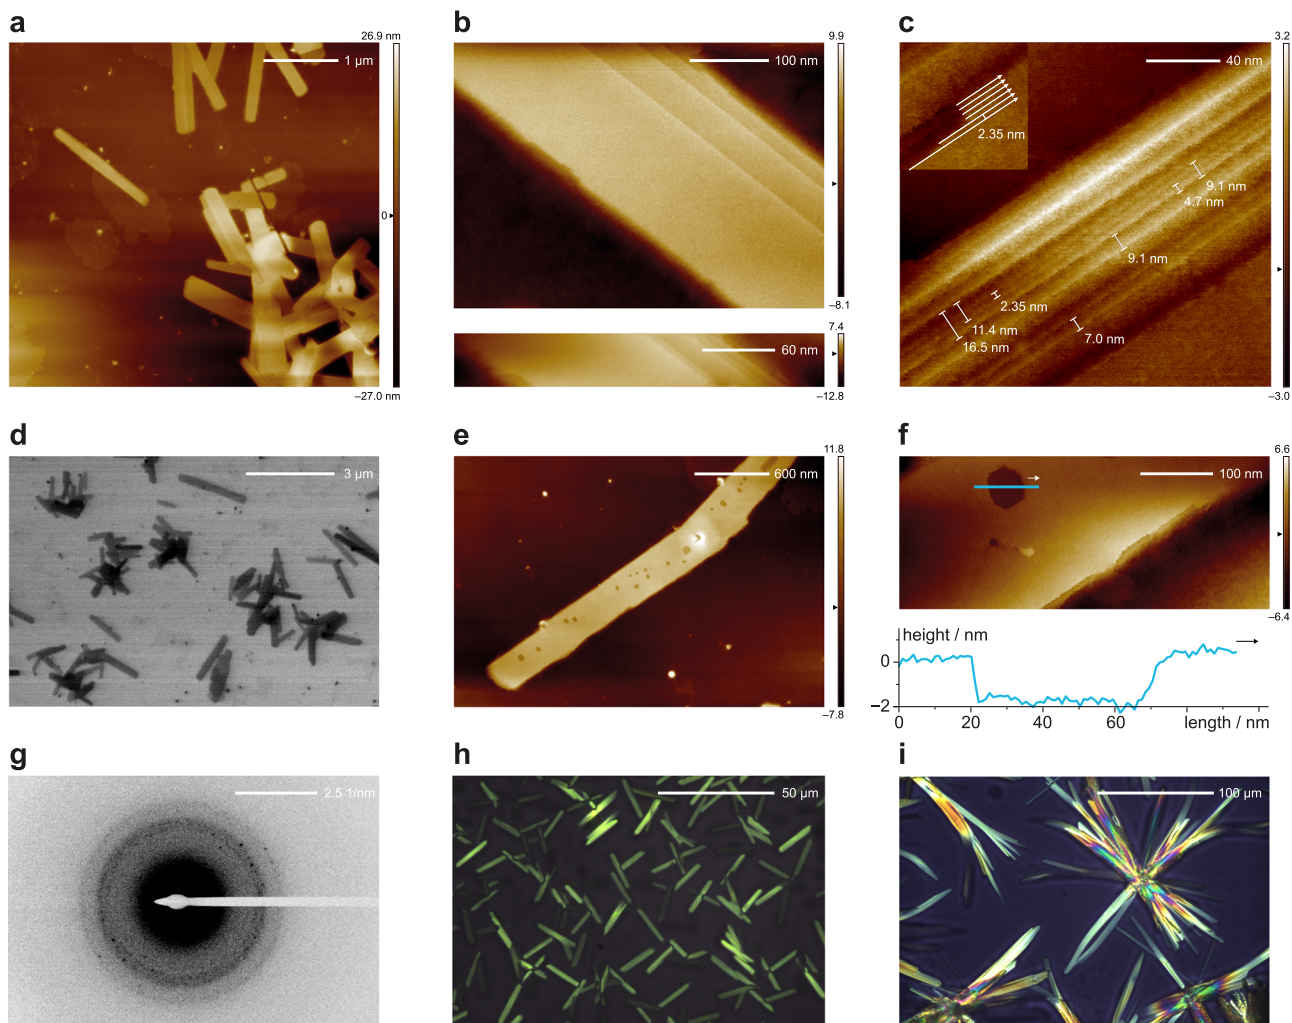 a
26.9 nm
1 µm
0
−27.0 nm
b
9.9
100 nm
−8.1
7.4
60 nm
−12.8
c
3.2
40 nm
2.35 nm
9.1 nm
4.7 nm
9.1 nm
2.35 nm
11.4 nm
16.5 nm
7.0 nm
−3.0
d
3 µm
e
11.8
600 nm
−7.8
f
6.6
100 nm
−6.4
height / nm
0
−2
0
20
40
60
length / nm
g
2.5 1/nm
h
50 µm
i
100 µm